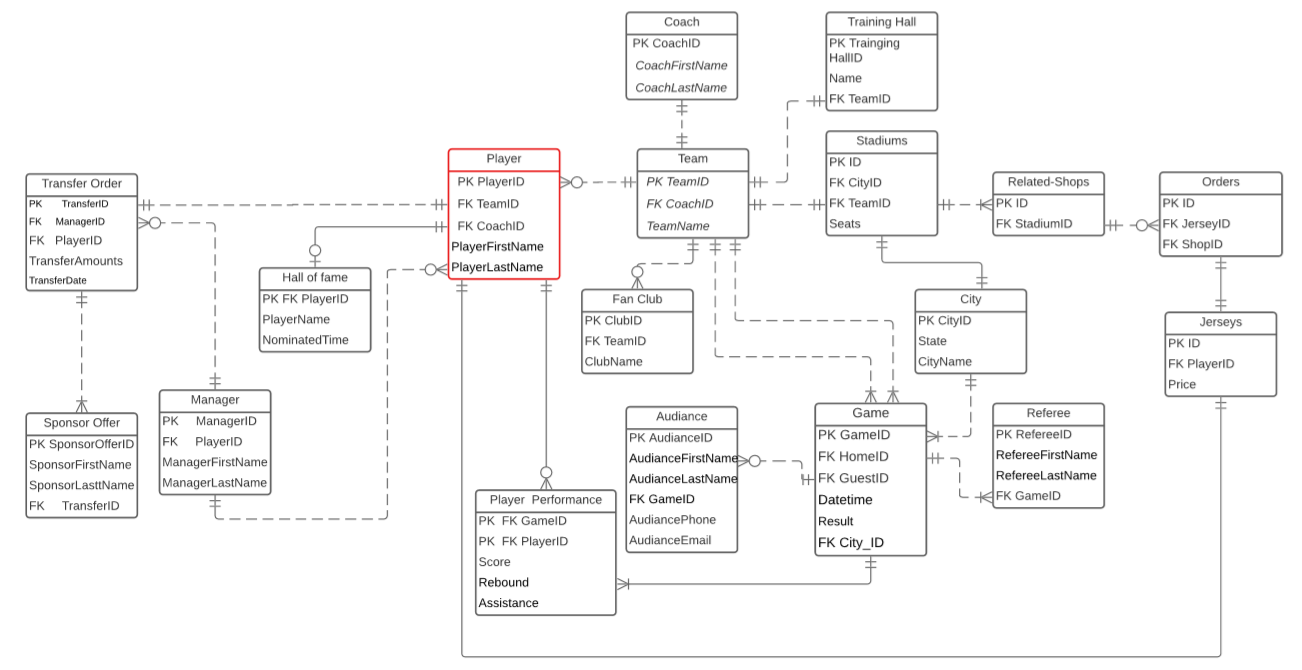 Coach
PK CoachID
CoachFirstName
CoachLastName
Training Hall
PK Trainging
HallID
Name
FK TeamID
Player
PK PlayerID
FK TeamID
FK CoachID
PlayerFirstName
PlayerLastName
Team
PK TeamID
FK CoachID
TeamName
Stadiums
PK ID
FK CityID
FK TeamID
Seats
Related-Shops
PK ID
FK StadiumID
Orders
PK ID
FK JerseyID
FK ShopID
Transfer Order
PK TransferID
FK ManagerID
FK PlayerID
TransferAmounts
TransferDate
Hall of fame
PK FK PlayerID
PlayerName
NominatedTime
Fan Club
PK ClubID
FK TeamID
ClubName
City
PK CityID
State
CityName
Jerseys
PK ID
FK PlayerID
Price
Sponsor Offer
PK SponsorOfferID
SponsorFirstName
SponsorLasttName
FK TransferID
Manager
PK ManagerID
FK PlayerID
ManagerFirstName
ManagerLastName
Player Performance
PK FK GameID
PK FK PlayerID
Score
Rebound
Assistance
Audiance
PK AudianceID
AudianceFirstName
AudianceLastName
FK GameID
AudiancePhone
AudianceEmail
Game
PK GameID
FK HomeID
FK GuestID
Datetime
Result
FK City_ID
Referee
PK RefereeID
RefereeFirstName
RefereeLastName
FK GameID